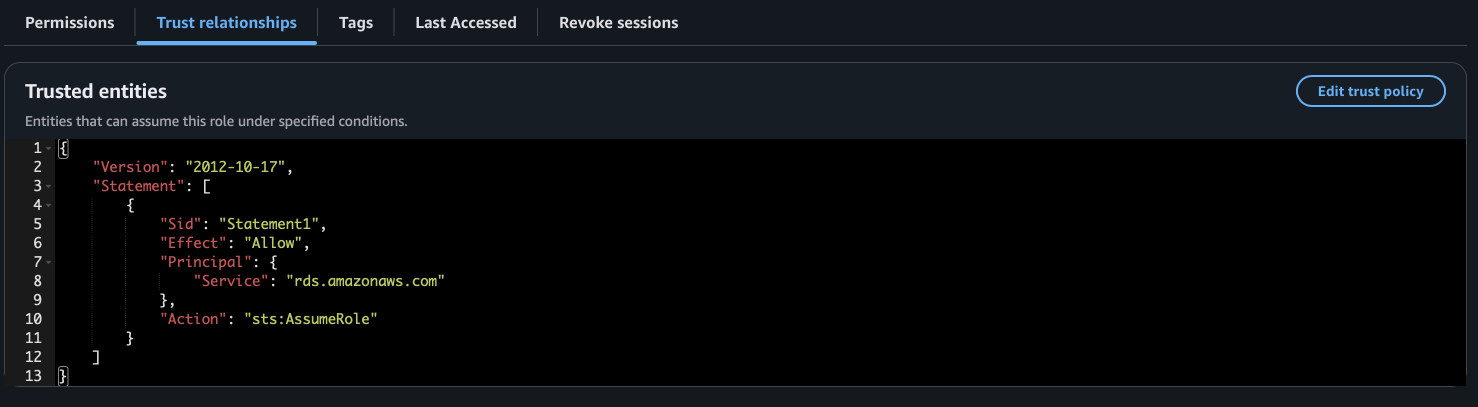 Permissions Trust relationships Tags Last Accessed Revoke sessions
Trusted entities
Edit trust policy
Entities that can assume this role under specified conditions.
1 {
2 "Version": "2012-10-17",
3 "Statement": [
4 {
5 "Sid": "Statement1",
6 "Effect": "Allow",
7 "Principal": {
8 "Service": "rds.amazonaws.com"
9 },
10 "Action": "sts:AssumeRole"
11 }
12 ]
13 }